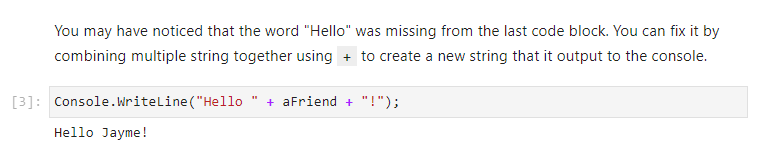 You may have noticed that the word "Hello" was missing from the last code block. You can fix it by
combining multiple string together using + to create a new string that it output to the console.
[3]: Console.WriteLine("Hello " + aFriend + "!");
Hello Jayme!